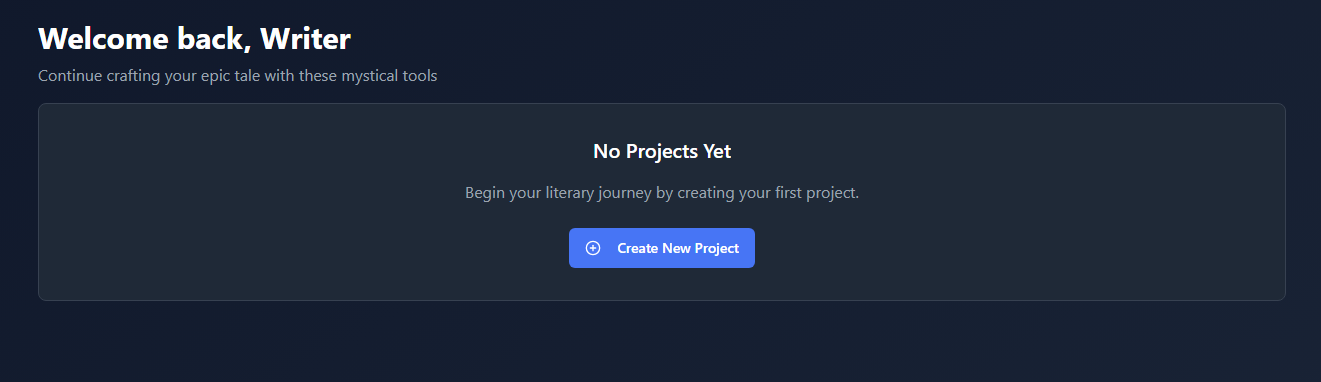 Welcome back, Writer
Continue crafting your epic tale with these mystical tools
No Projects Yet
Begin your literary journey by creating your first project.
Create New Project